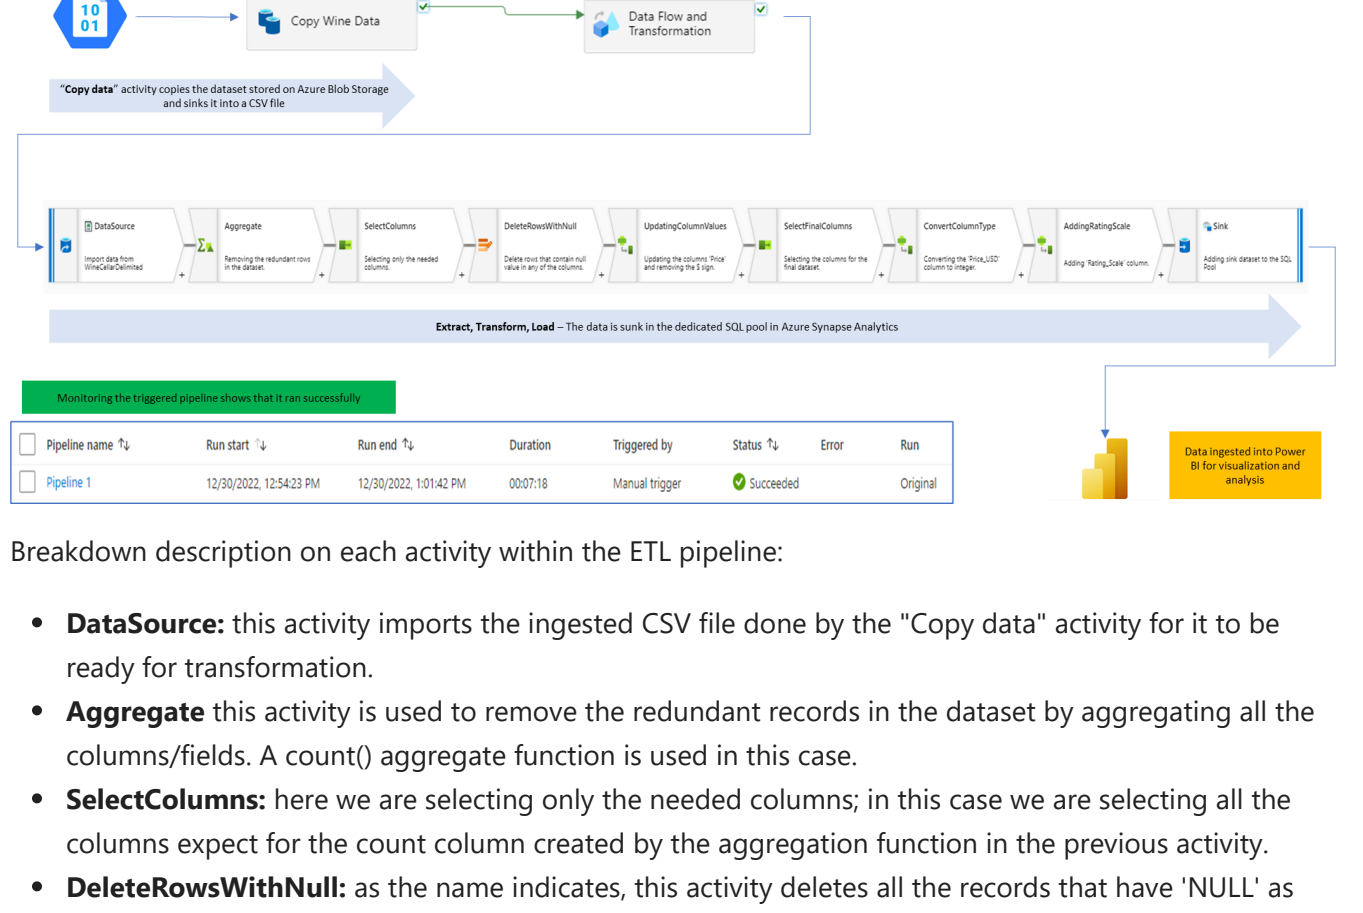 10
01
Copy Wine Data
Data Flow and
Transformation
“Copy data” activity copies the dataset stored on Azure Blob Storage
and sinks it into a CSV file
DataSource
Import data from
WineCellarDelimited
+
Aggregate
Removing the redundant rows
in the dataset.
+
SelectColumns
Selecting only the needed
columns.
+
DeleteRowsWithNull
Delete rows that contain null
value in any of the columns.
+
UpdatingColumnValues
Updating the columns 'Price'
and removing the $ sign.
+
SelectFinalColumns
Selecting the columns for the
final dataset.
+
ConvertColumnType
Converting the 'Price_USD'
column to integer.
+
AddingRatingScale
Adding 'Rating_Scale' column.
+
Sink
Adding sink dataset to the SQL
Pool
Extract, Transform, Load – The data is sunk in the dedicated SQL pool in Azure Synapse Analytics
Monitoring the triggered pipeline shows that it ran successfully
Pipeline name ↑↓ Run start ↑↓ Run end ↑↓ Duration Triggered by Status ↑↓ Error Run
Pipeline 1 12/30/2022, 12:54:23 PM 12/30/2022, 1:01:42 PM 00:07:18 Manual trigger Succeeded Original
Data ingested into Power
BI for visualization and
analysis
Breakdown description on each activity within the ETL pipeline:
• DataSource: this activity imports the ingested CSV file done by the "Copy data" activity for it to be
ready for transformation.
• Aggregate this activity is used to remove the redundant records in the dataset by aggregating all the
columns/fields. A count() aggregate function is used in this case.
• SelectColumns: here we are selecting only the needed columns; in this case we are selecting all the
columns expect for the count column created by the aggregation function in the previous activity.
• DeleteRowsWithNull: as the name indicates, this activity deletes all the records that have 'NULL' as